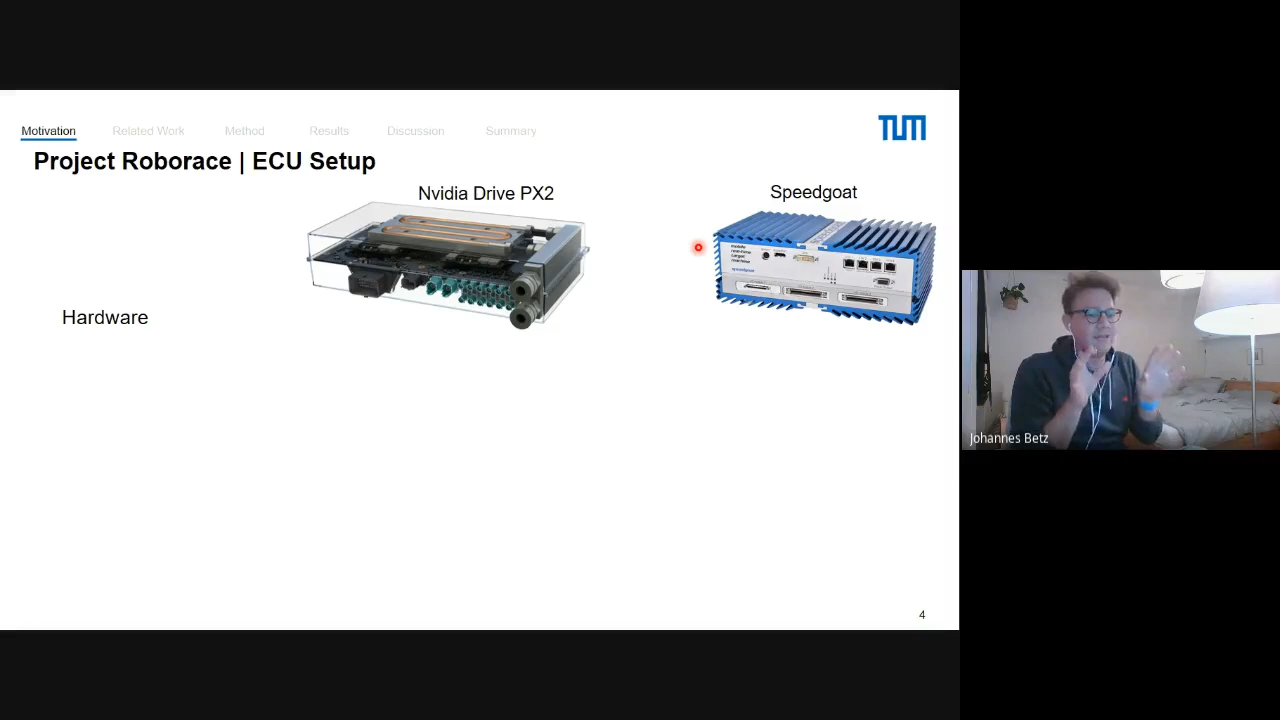 Motivation Related Work Method Results Discussion Summary
TUM
Project Roborace | ECU Setup
Nvidia Drive PX2
Speedgoat
speedgoat
Hardware
4
Johannes Betz